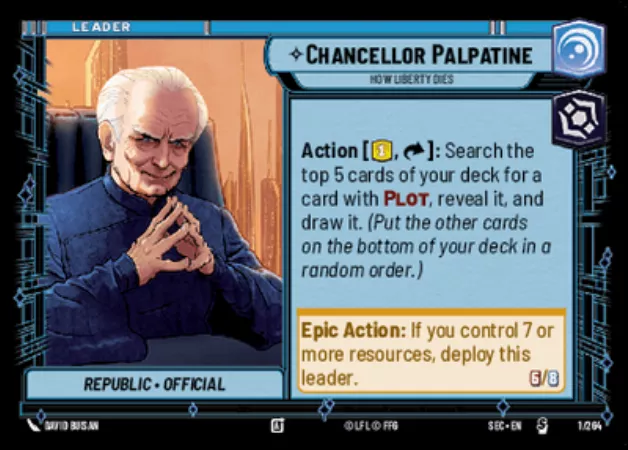 LEADER
CHANCELLOR PALPATINE
HOW LIBERTY DIES
Action [1, ]: Search the
top 5 cards of your deck for a
card with PLOT, reveal it, and
draw it. (Put the other cards
on the bottom of your deck in a
random order.)
Epic Action: If you control 7 or
more resources, deploy this
leader.
5/8
REPUBLIC • OFFICIAL
DAVID BUISAN
© LFL © FFG
SEC • EN
1/264